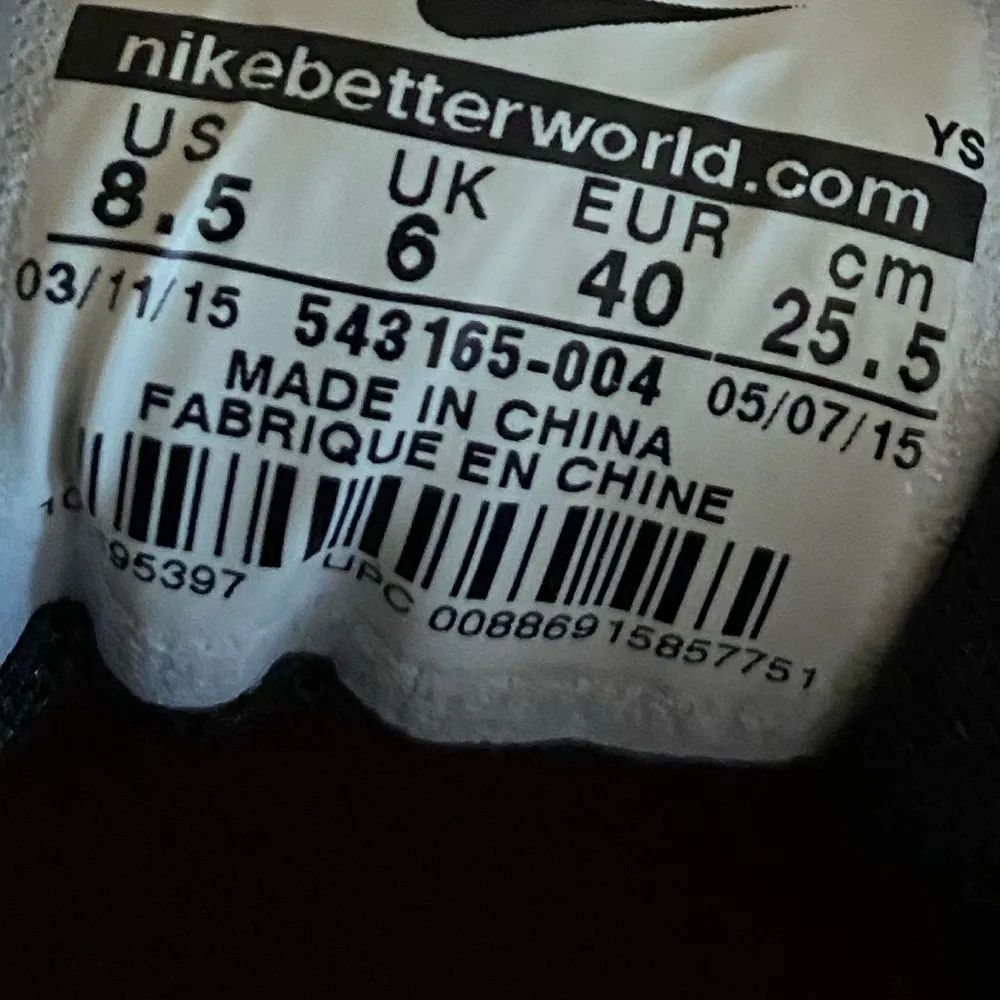 nikebetterworld.com
YS
US UK EUR cm
8.5 6 40 25.5
03/11/15 543165-004 05/07/15
MADE IN CHINA
FABRIQUE EN CHINE
95397 UPC 00886915857751